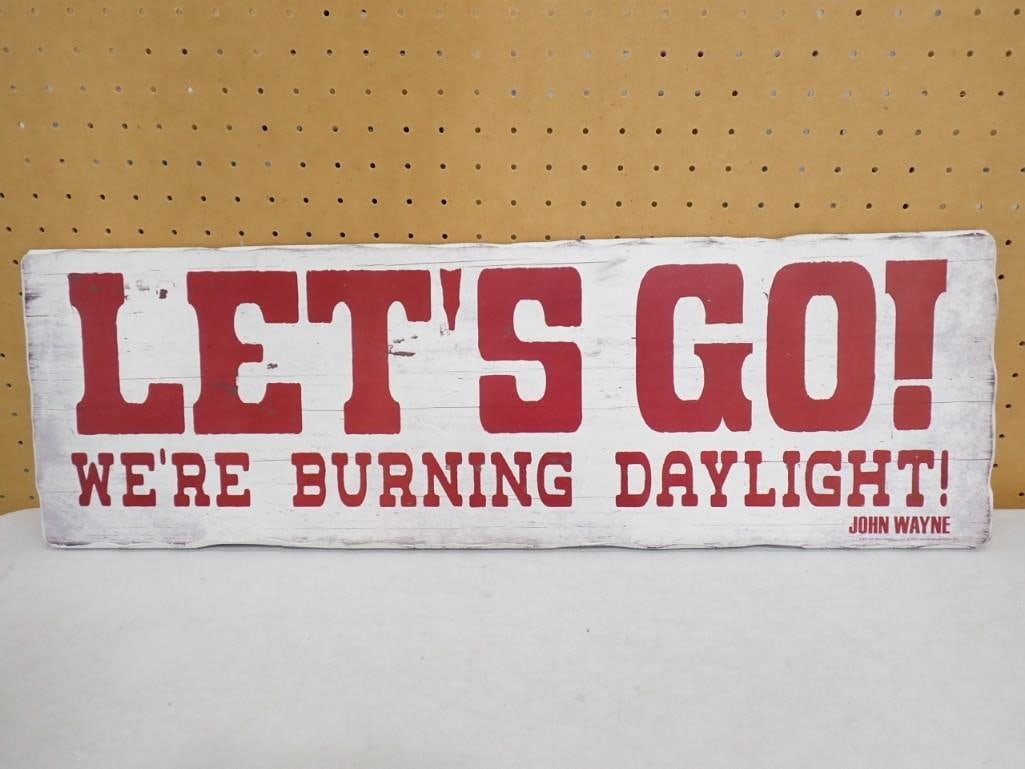 LET'S GO!
WE'RE BURNING DAYLIGHT!
JOHN WAYNE